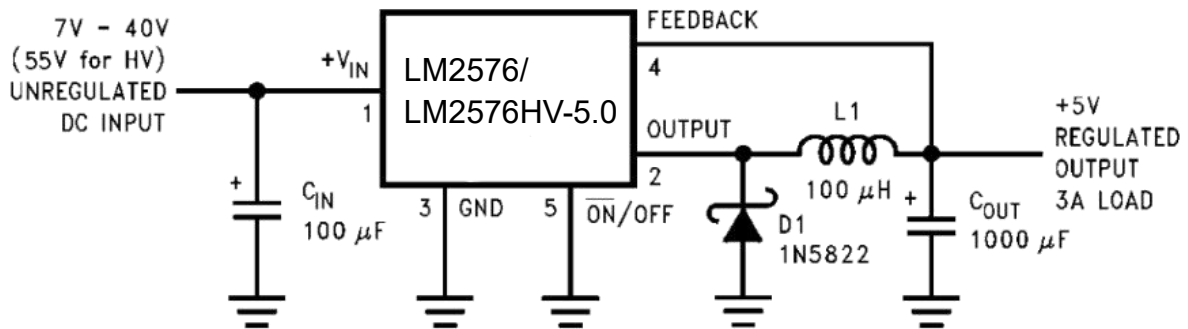 7V - 40V
(55V for HV)
UNREGULATED
DC INPUT
+VIN
1
CIN
100 μF
+
LM2576/
LM2576HV-5.0
3
GND
5
O̅N̅/OFF
FEEDBACK
4
OUTPUT
2
D1
1N5822
L1
100 μH
+
COUT
1000 μF
+5V
REGULATED
OUTPUT
3A LOAD